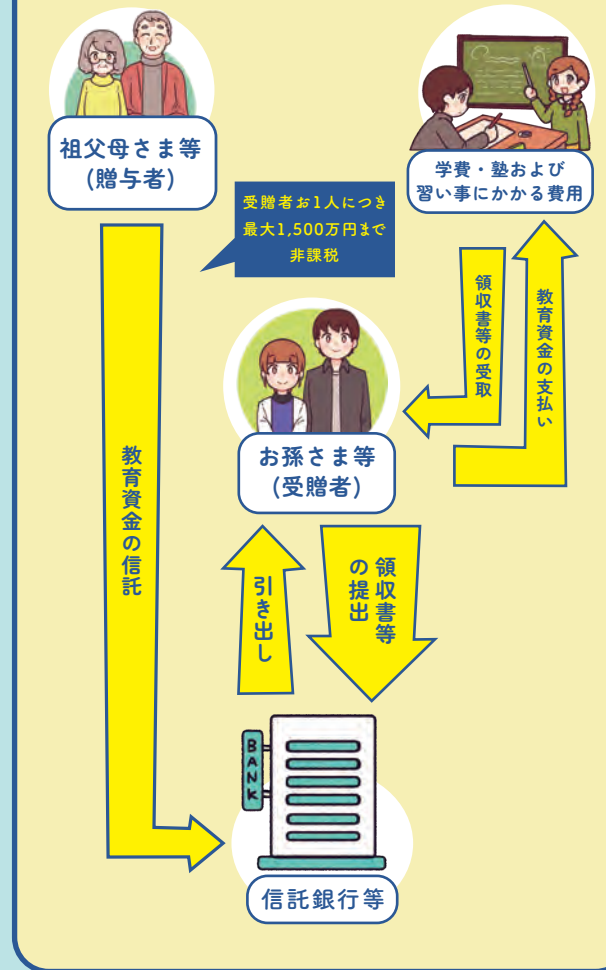 祖父母さま等
(贈与者)
学費・塾および
習い事にかかる費用
受贈者お1人につき
最大1,500万円まで
非課税
領収書等の受取
教育資金の支払い
お孫さま等
(受贈者)
教育資金の信託
引き出し
領収書等
の提出
BANK
信託銀行等